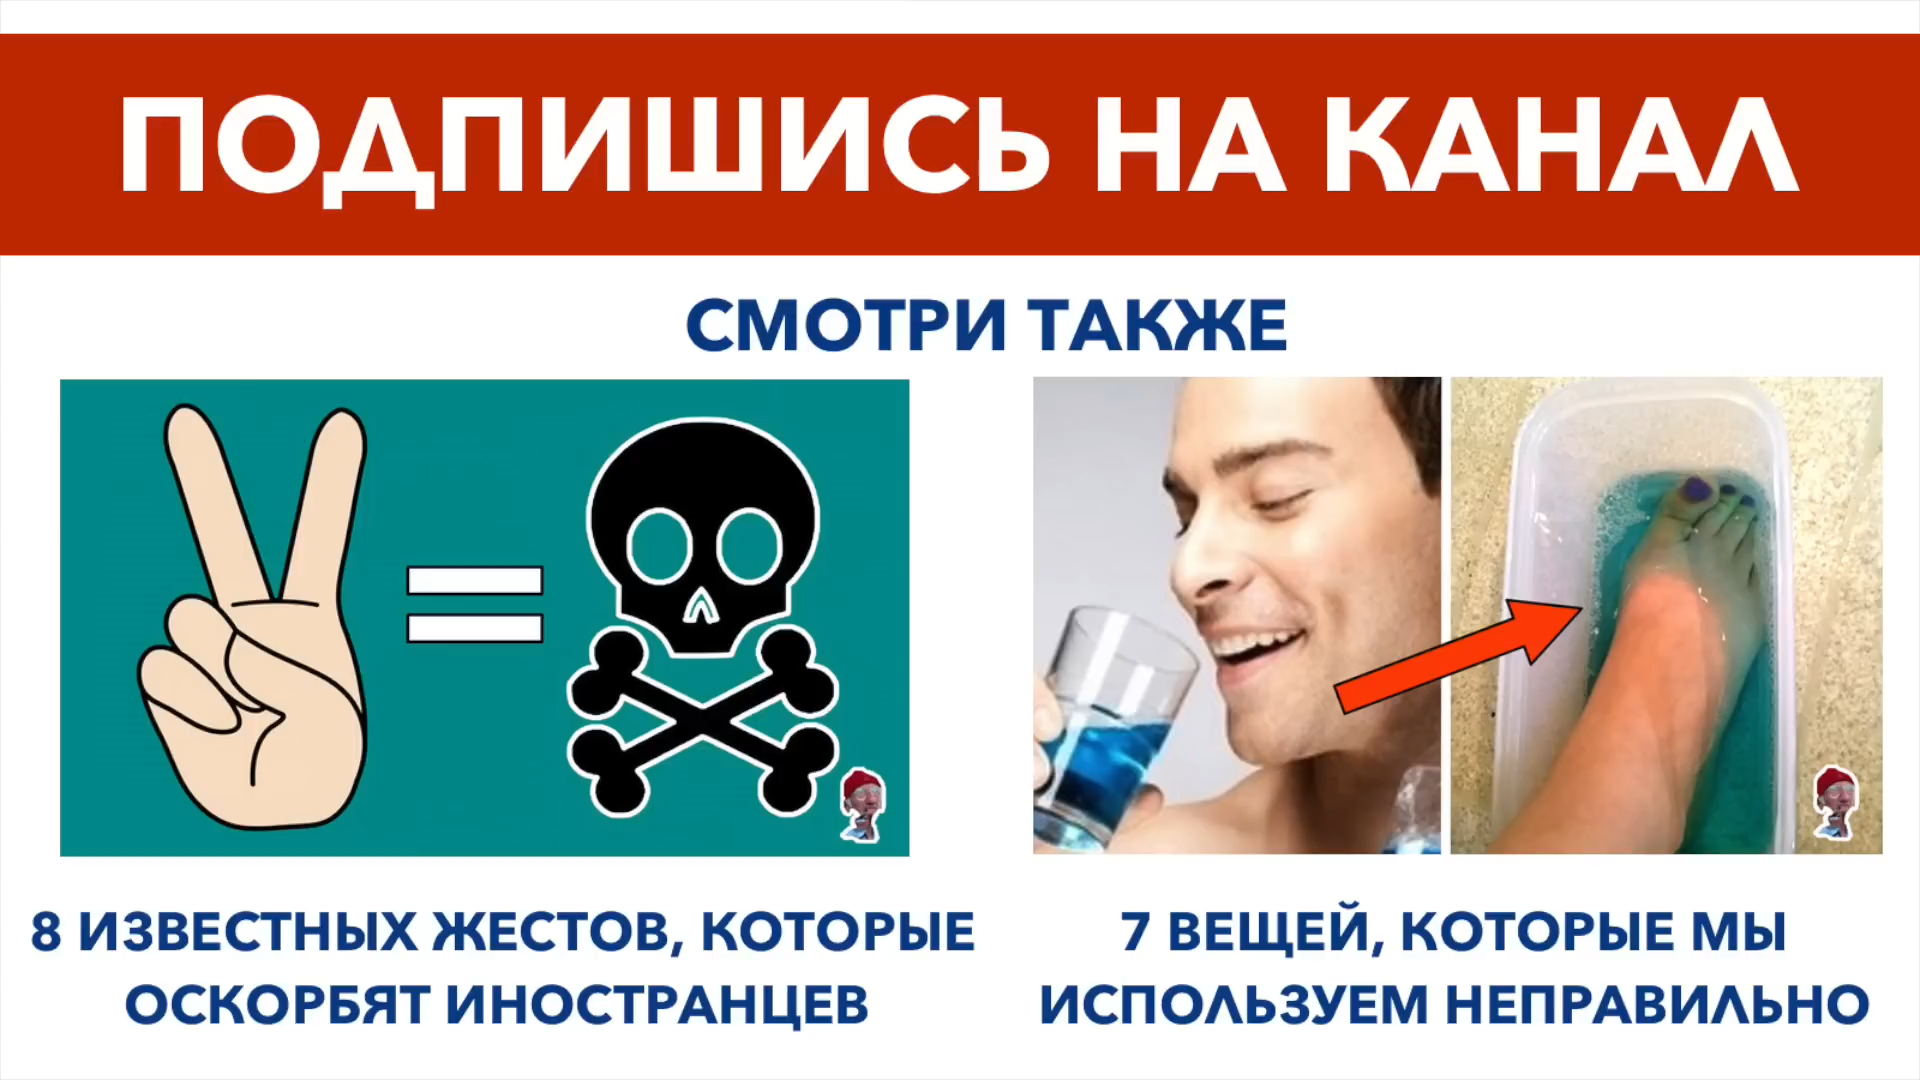 ПОДПИШИСЬ НА КАНАЛ
СМОТРИ ТАКЖЕ
8 ИЗВЕСТНЫХ ЖЕСТОВ, КОТОРЫЕ
ОСКОРБЯТ ИНОСТРАНЦЕВ
7 ВЕЩЕЙ, КОТОРЫЕ МЫ
ИСПОЛЬЗУЕМ НЕПРАВИЛЬНО